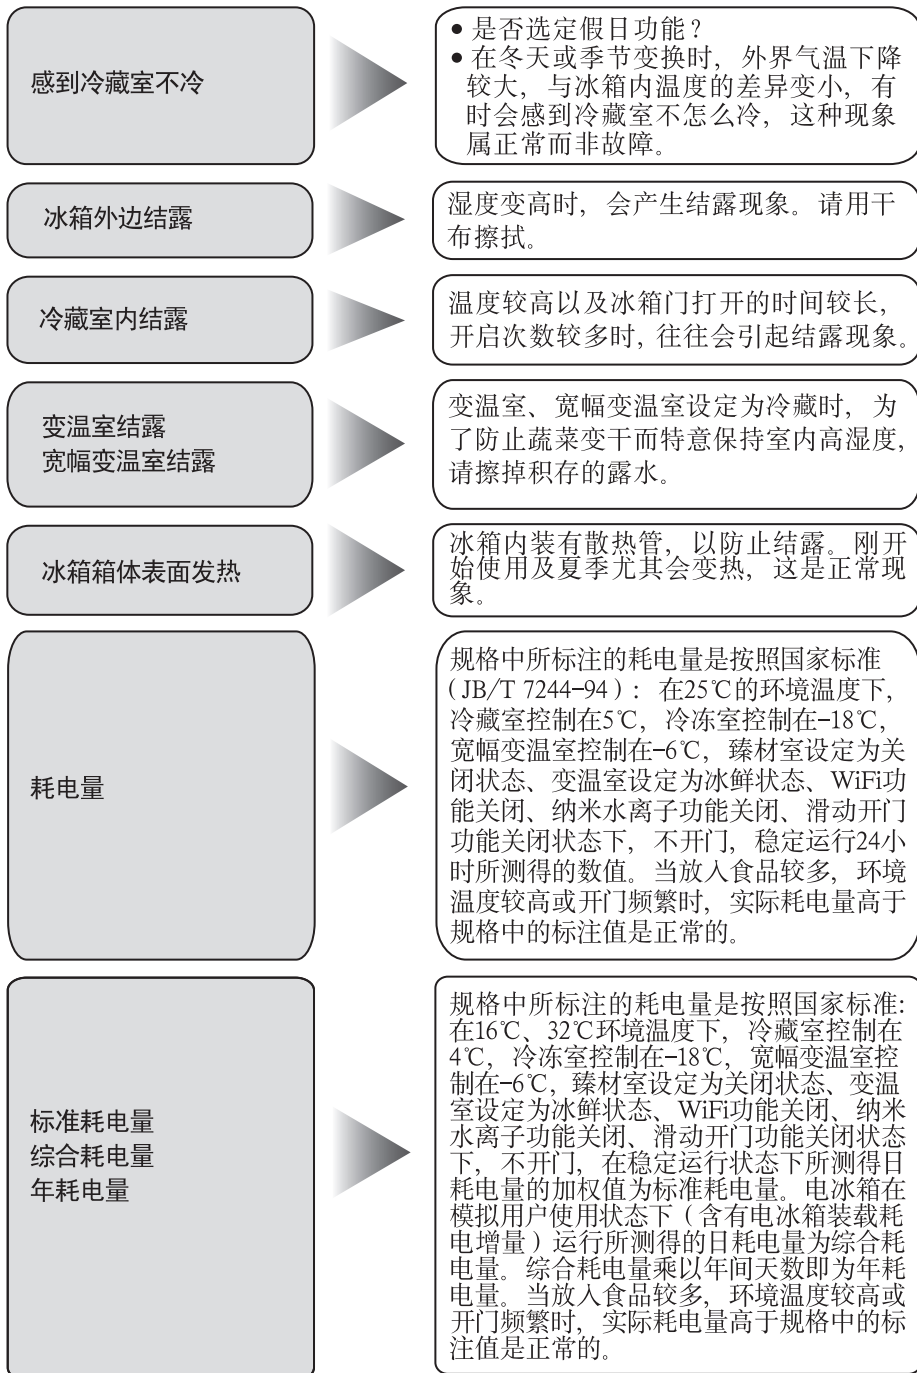 感到冷藏室不冷
● 是否选定假日功能？
● 在冬天或季节变换时，外界气温下降
较大，与冰箱内温度的差异变小，有
时会感到冷藏室不怎么冷，这种现象
属正常而非故障。
冰箱外边结露
湿度变高时，会产生结露现象。请用干
布擦拭。
冷藏室内结露
温度较高以及冰箱门打开的时间较长，
开启次数较多时，往往会引起结露现象。
变温室结露
宽幅变温室结露
变温室、宽幅变温室设定为冷藏时，为
了防止蔬菜变干而特意保持室内高湿度，
请擦掉积存的露水。
冰箱箱体表面发热
冰箱内装有散热管，以防止结露。刚开
始使用及夏季尤其会变热，这是正常现
象。
耗电量
规格中所标注的耗电量是按照国家标准
（JB/T 7244–94）：在25℃的环境温度下，
冷藏室控制在5℃，冷冻室控制在–18℃，
宽幅变温室控制在–6℃，臻材室设定为关
闭状态、变温室设定为冰鲜状态、WiFi功
能关闭、纳米水离子功能关闭、滑动开门
功能关闭状态下，不开门，稳定运行24小
时所测得的数值。当放入食品较多，环境
温度较高或开门频繁时，实际耗电量高于
规格中的标注值是正常的。
标准耗电量
综合耗电量
年耗电量
规格中所标注的耗电量是按照国家标准:
在16℃、32℃环境温度下，冷藏室控制在
4℃，冷冻室控制在–18℃，宽幅变温室控
制在–6℃，臻材室设定为关闭状态、变温
室设定为冰鲜状态、WiFi功能关闭、纳米
水离子功能关闭、滑动开门功能关闭状态
下，不开门，在稳定运行状态下所测得日
耗电量的加权值为标准耗电量。电冰箱在
模拟用户使用状态下（含有电冰箱装载耗
电增量）运行所测得的日耗电量为综合耗
电量。综合耗电量乘以年间天数即为年耗
电量。当放入食品较多，环境温度较高或
开门频繁时，实际耗电量高于规格中的标
注值是正常的。